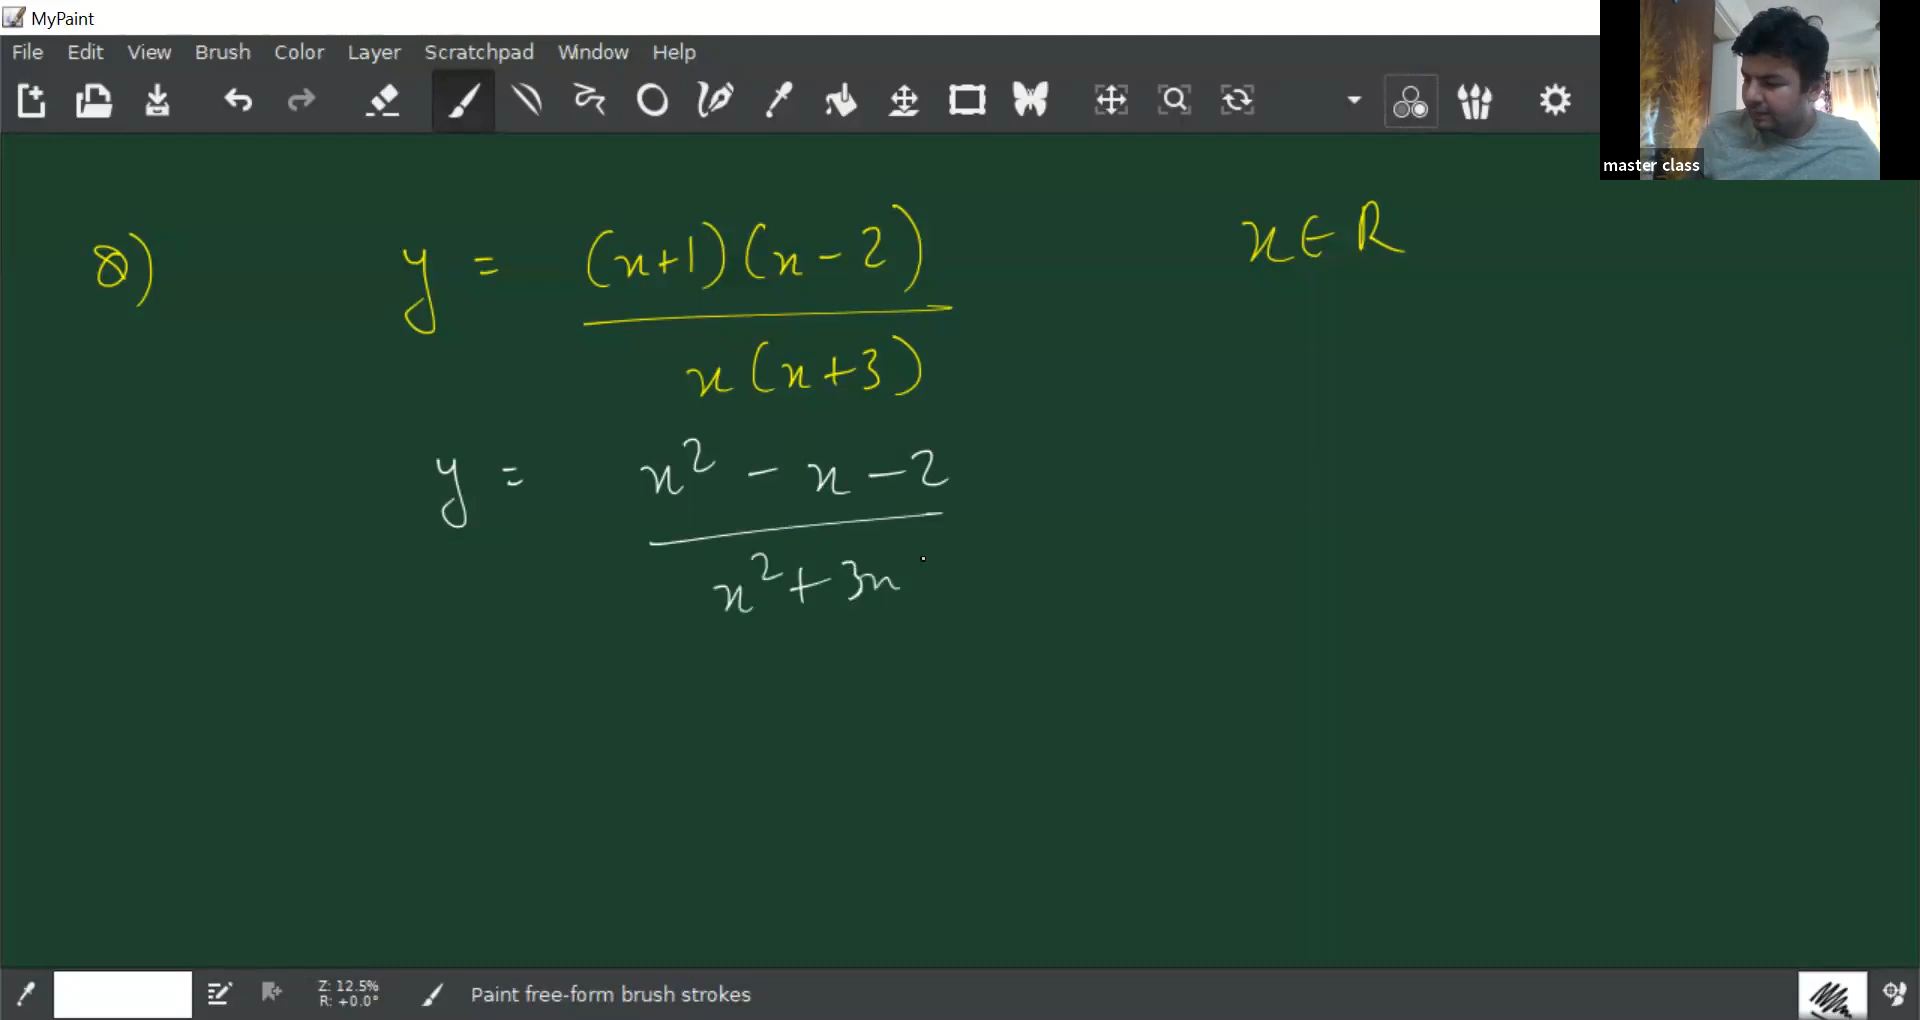 MyPaint
File Edit View Brush Color Layer Scratchpad Window Help
master class
Q) y = (x+1)(x-2) x ∈ R
x(x+3)
y = x² - x - 2
x² + 3x
Z: 12.5%
R: +0.0°
Paint free-form brush strokes